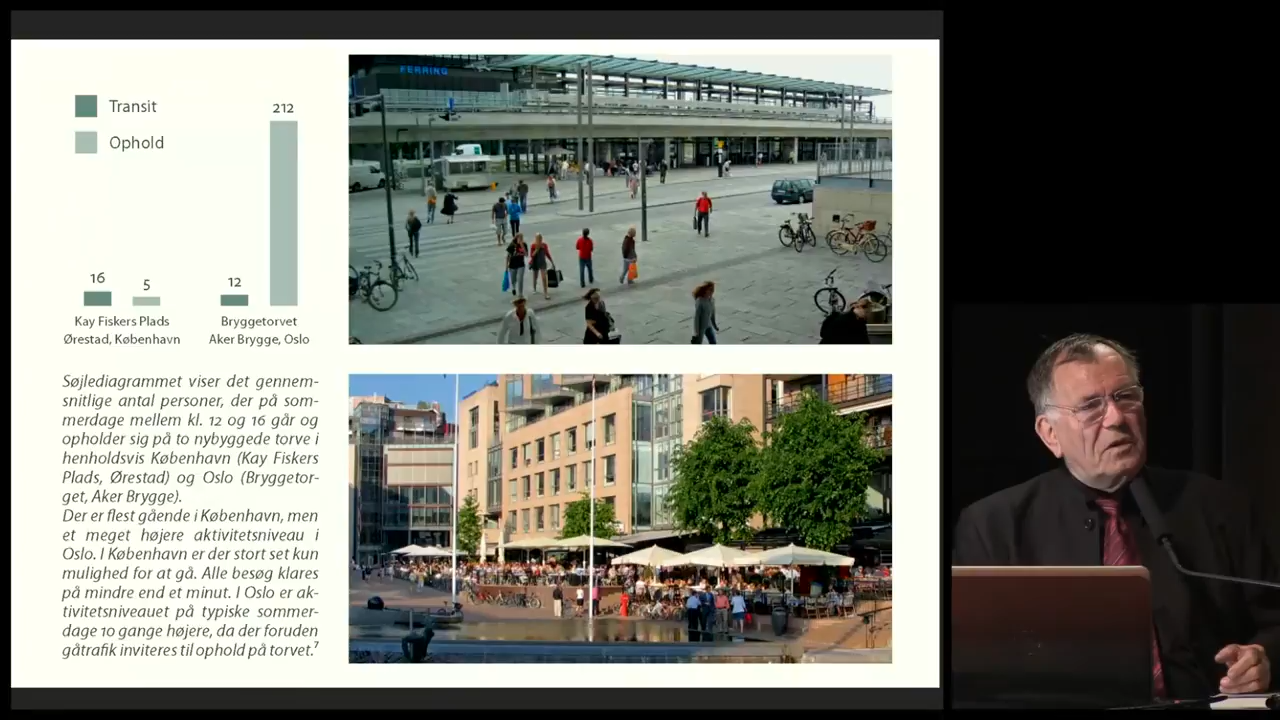 Transit
Ophold
16
5
12
212
Kay Fiskers Plads
Ørestad, København
Bryggetorvet
Aker Brygge, Oslo
Søjlediagrammet viser det gennem-
snitlige antal personer, der på som-
merdage mellem kl. 12 og 16 går og
opholder sig på to nybyggede torve i
henholdsvis København (Kay Fiskers
Plads, Ørestad) og Oslo (Bryggetor-
get, Aker Brygge).
Der er flest gående i København, men
et meget højere aktivitetsniveau i
Oslo. I København er der stort set kun
mulighed for at gå. Alle besøg klares
på mindre end et minut. I Oslo er ak-
tivitetsniveauet på typiske sommer-
dage 10 gange højere, da der foruden
gåtrafik inviteres til ophold på torvet.7
FERRING